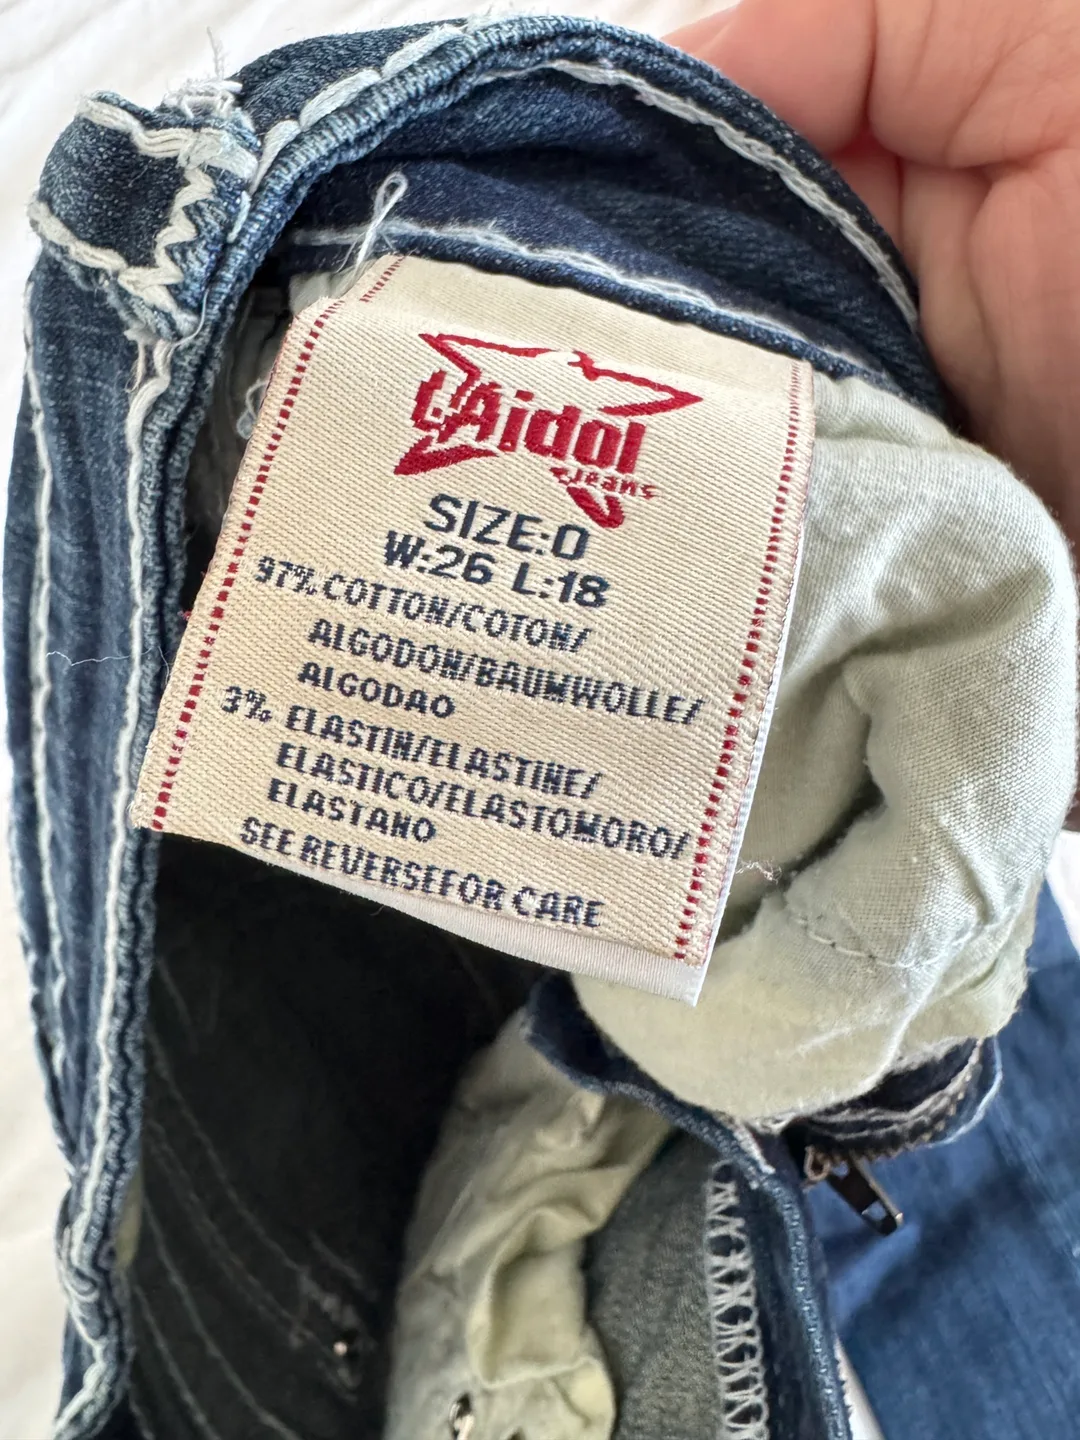 L'Aidol
Jeans
SIZE:0
W:26 L:18
97% COTTON/COTON/
ALGODON/BAUMWOLLE/
ALGODAO
3% ELASTIN/ELASTINE/
ELASTICO/ELASTOMORO/
ELASTANO
SEE REVERSEFOR CARE